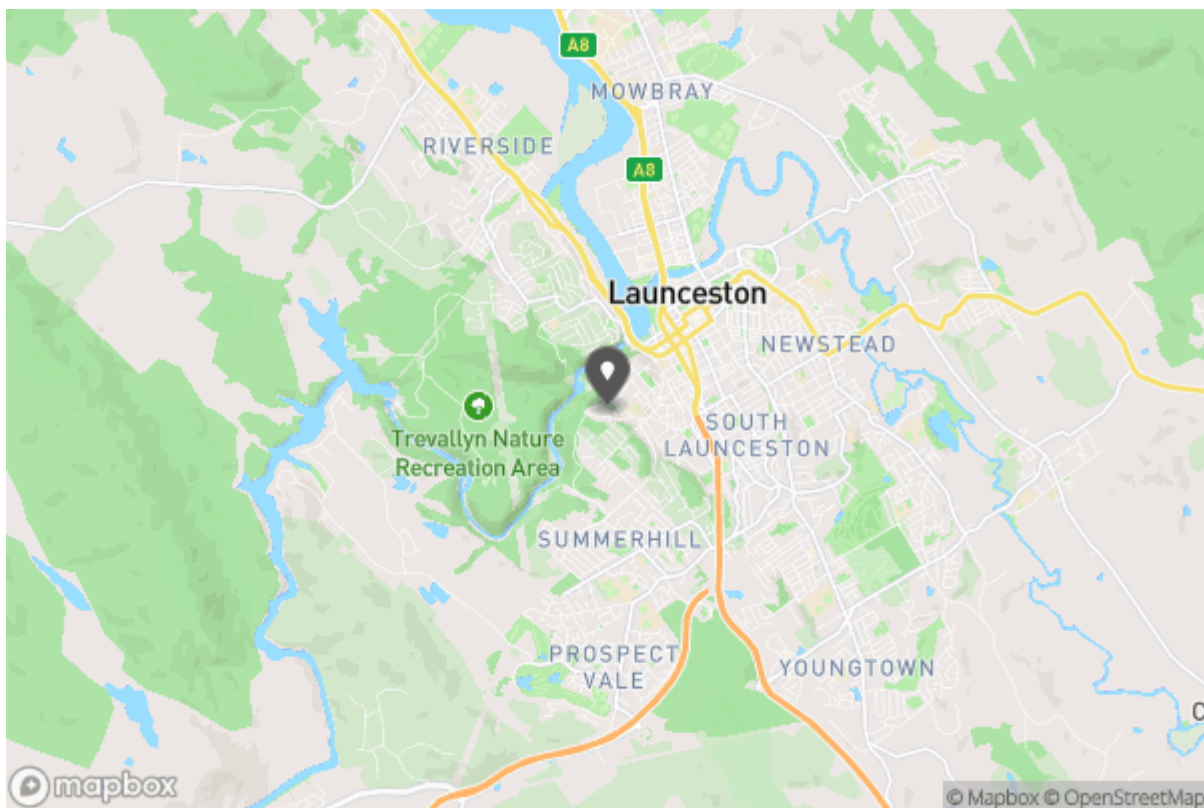 A8
MOWBRAY
RIVERSIDE
A8
Launceston
NEWSTEAD
Trevallyn Nature
Recreation Area
SOUTH
LAUNCESTON
SUMMERHILL
PROSPECT
VALE
YOUNGTOWN
C
mapbox
© Mapbox © OpenStreetMap